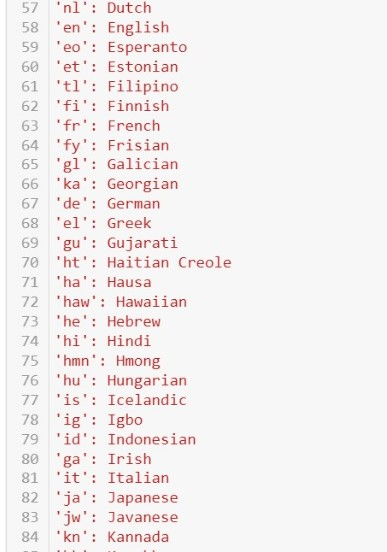 57 'nl': Dutch
58 'en': English
59 'eo': Esperanto
60 'et': Estonian
61 'tl': Filipino
62 'fi': Finnish
63 'fr': French
64 'fy': Frisian
65 'gl': Galician
66 'ka': Georgian
67 'de': German
68 'el': Greek
69 'gu': Gujarati
70 'ht': Haitian Creole
71 'ha': Hausa
72 'haw': Hawaiian
73 'he': Hebrew
74 'hi': Hindi
75 'hmn': Hmong
76 'hu': Hungarian
77 'is': Icelandic
78 'ig': Igbo
79 'id': Indonesian
80 'ga': Irish
81 'it': Italian
82 'ja': Japanese
83 'jw': Javanese
84 'kn': Kannada